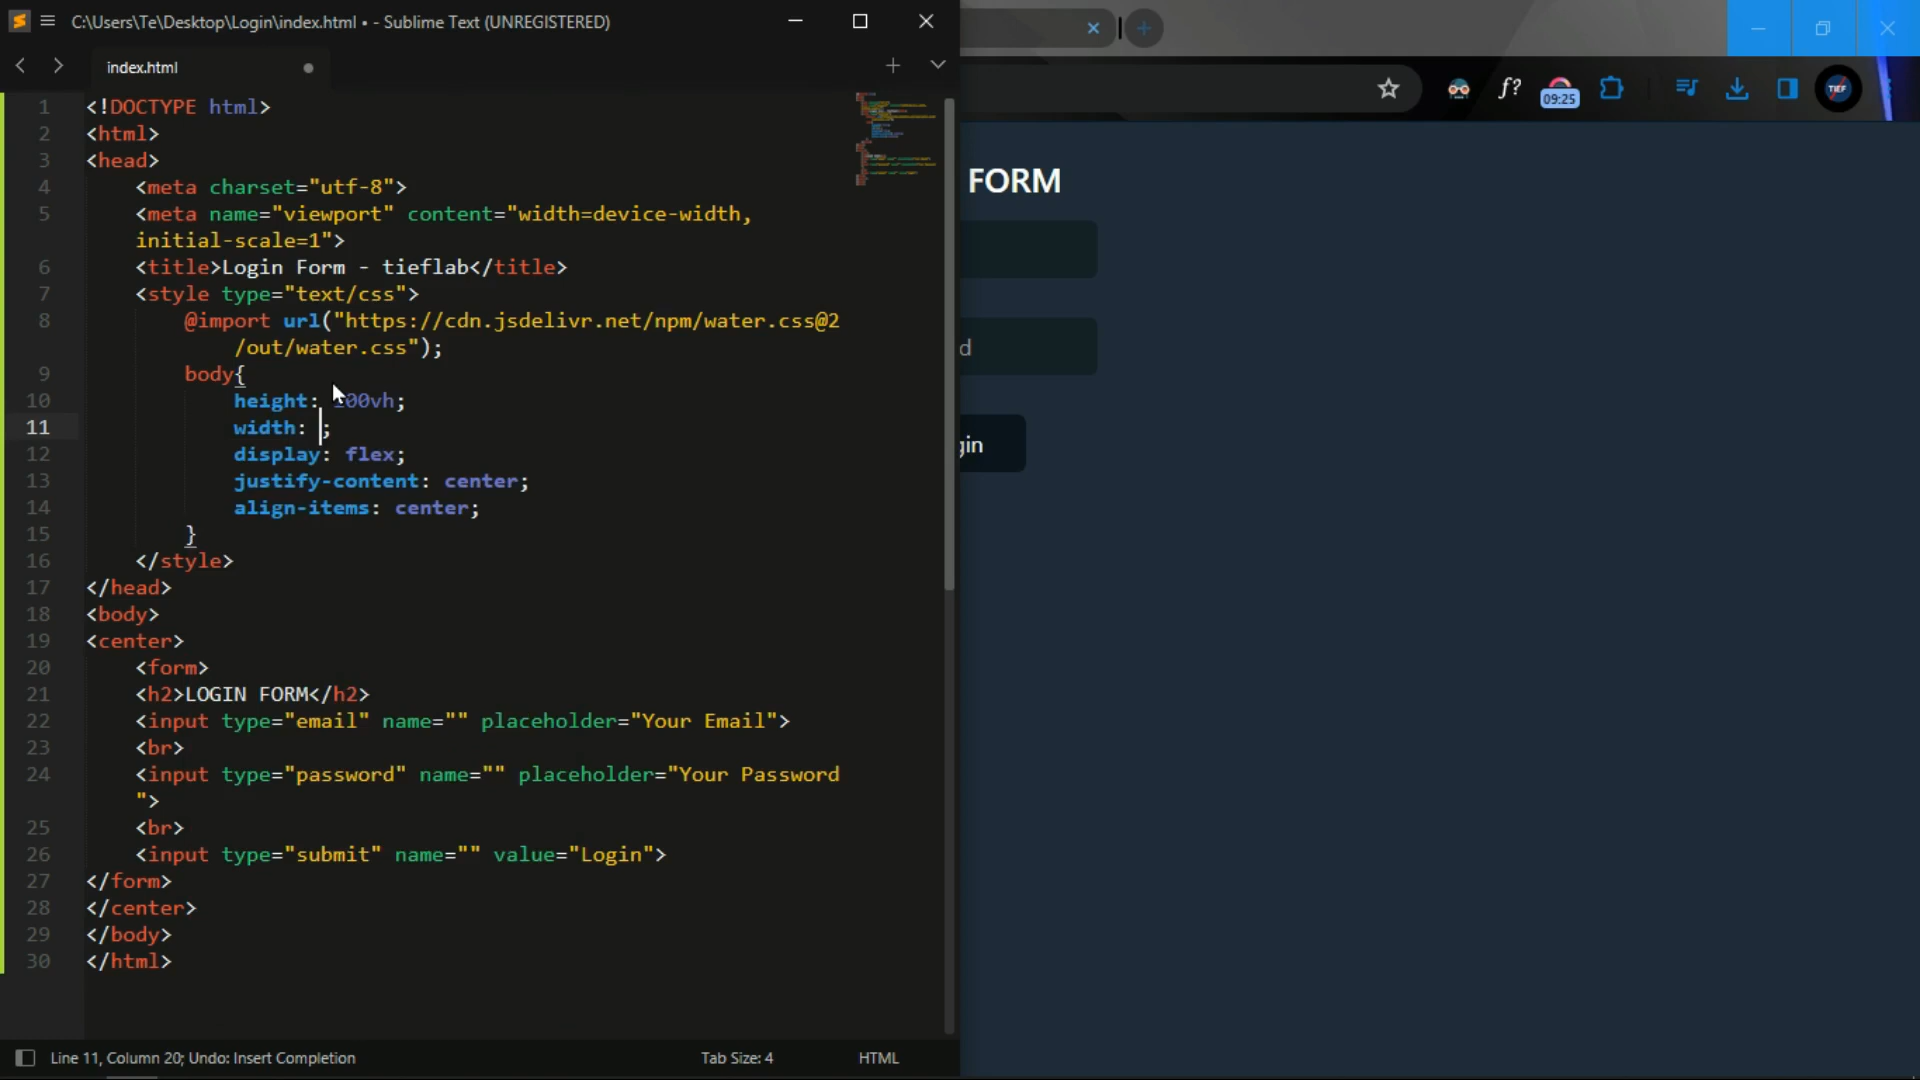 C:\Users\Te\Desktop\Login\index.html • - Sublime Text (UNREGISTERED)
index.html
f?
09:25
TIEF
1 <!DOCTYPE html>
2 <html>
3 <head>
4 <meta charset="utf-8">
5 <meta name="viewport" content="width=device-width,
initial-scale=1">
6 <title>Login Form - tieflab</title>
7 <style type="text/css">
8 @import url("https://cdn.jsdelivr.net/npm/water.css@2
/out/water.css");
9 body{
10 height: 100vh;
11 width: ;
12 display: flex;
13 justify-content: center;
14 align-items: center;
15 }
16 </style>
17 </head>
18 <body>
19 <center>
20 <form>
21 <h2>LOGIN FORM</h2>
22 <input type="email" name="" placeholder="Your Email">
23 <br>
24 <input type="password" name="" placeholder="Your Password
">
25 <br>
26 <input type="submit" name="" value="Login">
27 </form>
28 </center>
29 </body>
30 </html>
FORM
d
gin
Line 11, Column 20; Undo: Insert Completion
Tab Size: 4
HTML